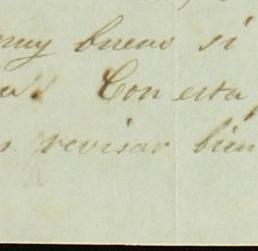 muy bueno si
Con esta
revisar bien